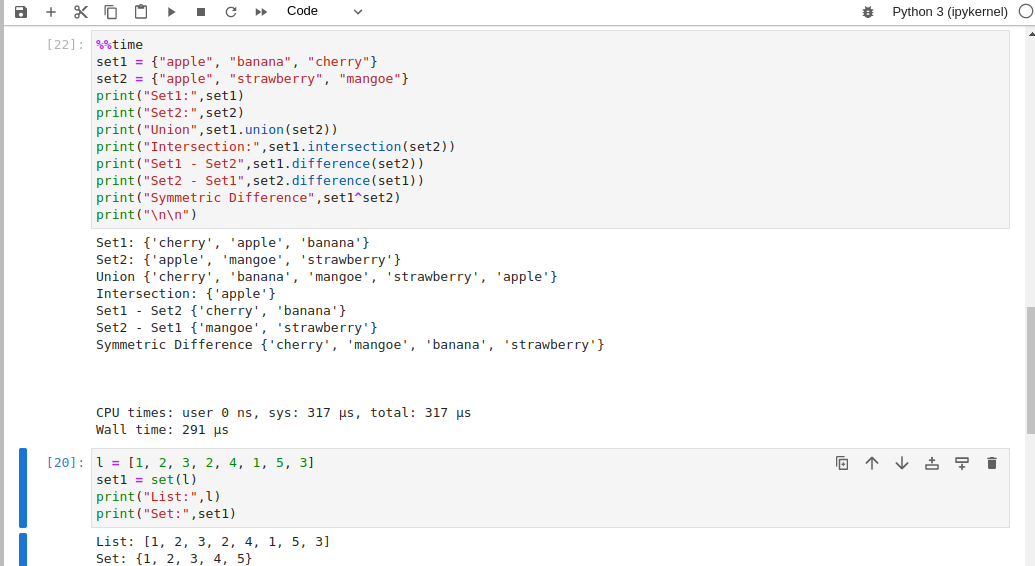 Code
Python 3 (ipykernel)
[22]:
%%time
set1 = {"apple", "banana", "cherry"}
set2 = {"apple", "strawberry", "mangoe"}
print("Set1:",set1)
print("Set2:",set2)
print("Union",set1.union(set2))
print("Intersection:",set1.intersection(set2))
print("Set1 - Set2",set1.difference(set2))
print("Set2 - Set1",set2.difference(set1))
print("Symmetric Difference",set1^set2)
print("\n\n")
Set1: {'cherry', 'apple', 'banana'}
Set2: {'apple', 'mangoe', 'strawberry'}
Union {'cherry', 'banana', 'mangoe', 'strawberry', 'apple'}
Intersection: {'apple'}
Set1 - Set2 {'cherry', 'banana'}
Set2 - Set1 {'mangoe', 'strawberry'}
Symmetric Difference {'cherry', 'mangoe', 'banana', 'strawberry'}
CPU times: user 0 ns, sys: 317 µs, total: 317 µs
Wall time: 291 µs
[20]:
l = [1, 2, 3, 2, 4, 1, 5, 3]
set1 = set(l)
print("List:",l)
print("Set:",set1)
List: [1, 2, 3, 2, 4, 1, 5, 3]
Set: {1, 2, 3, 4, 5}